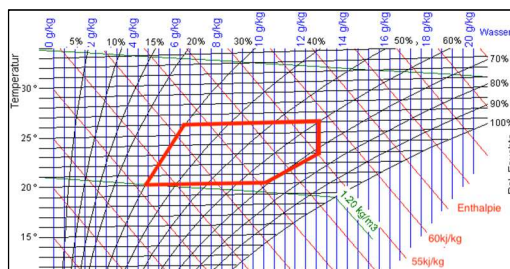 0 g/kg 2 g/kg 4 g/kg 6 g/kg 8 g/kg 10 g/kg 12 g/kg 14 g/kg 16 g/kg 18 g/kg 20 g/kg Wasser
5% 10% 15% 20% 30% 40% 50% 60%
70%
80%
90%
100%
Temperatur
30°
25°
20°
15°
1.20 kg/m3
Enthalpie
60kj/kg
55kj/kg